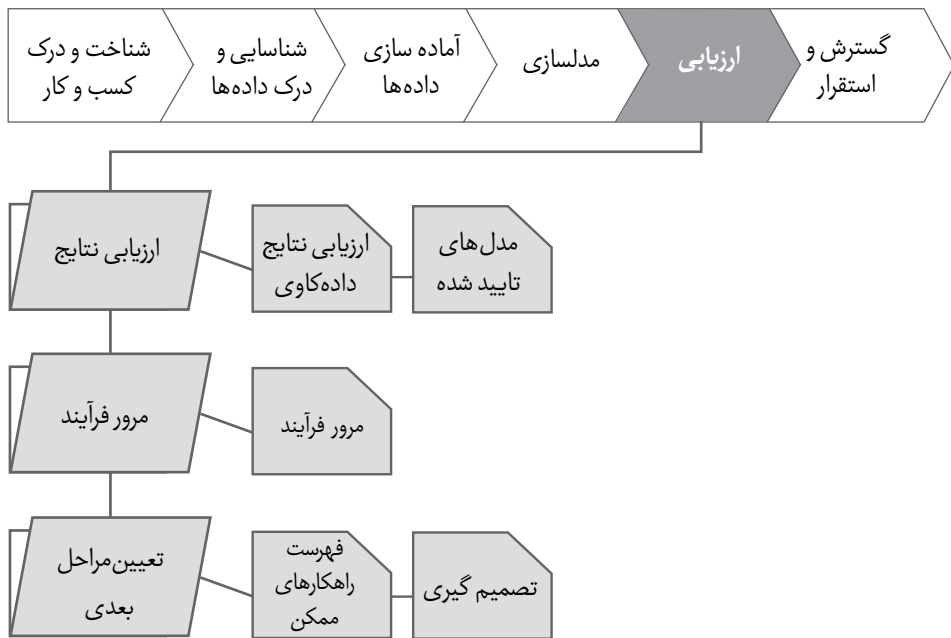 شناخت و درک
کسب و کار
شناسایی و
درک داده‌ها
آماده سازی
داده‌ها
مدلسازی
ارزیابی
گسترش و
استقرار
ارزیابی نتایج
ارزیابی نتایج
داده‌کاوی
مدل‌های
تایید شده
مرور فرآیند
مرور فرآیند
تعیین‌مراحل
بعدی
فهرست
راهکارهای
ممکن
تصمیم گیری